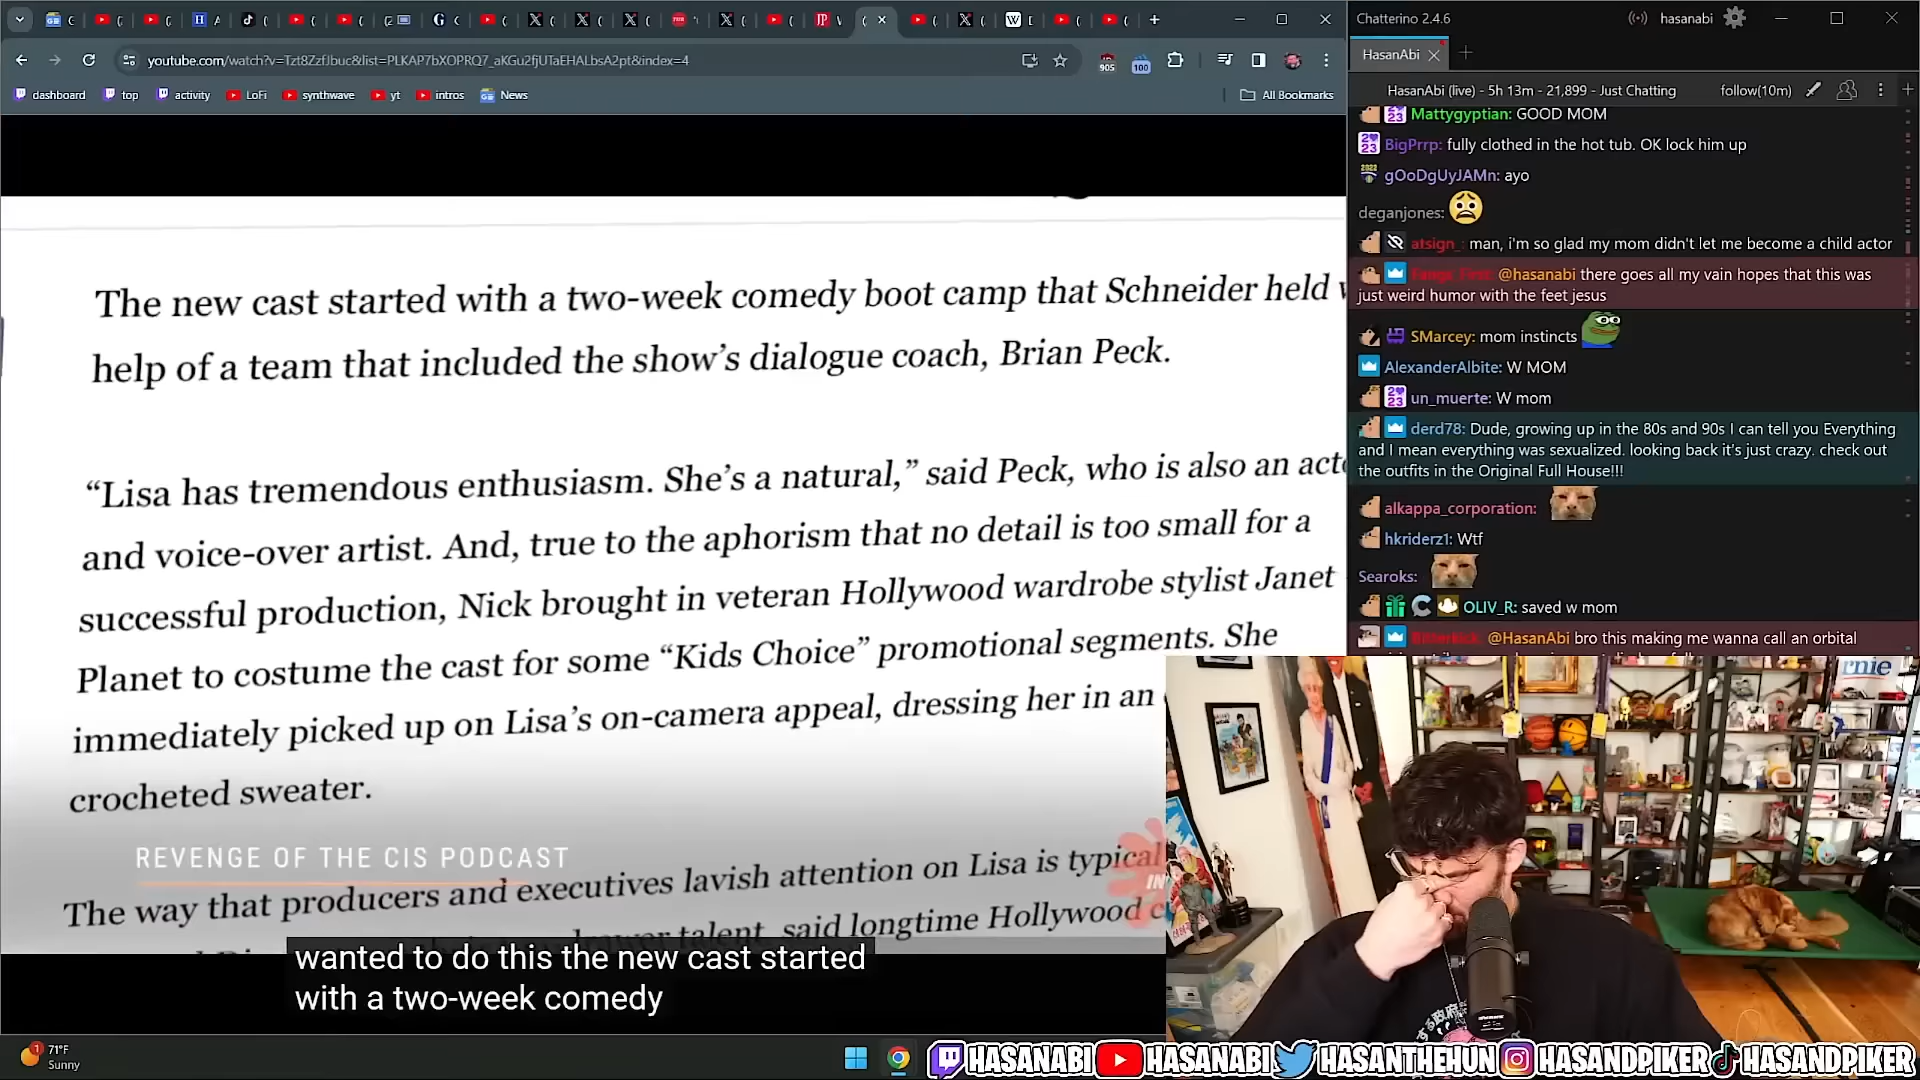 Chatterino 2.4.6
hasanabi
HasanAbi
youtube.com/watch?v=Tzt8ZzfJbuc&list=PLKAP7bXOPRQ7_aKGu2fjUTaEHALbsA2pt&index=4
905
100
dashboard top activity LoFi synthwave yt intros News
All Bookmarks
HasanAbi (live) - 5h 13m - 21,899 - Just Chatting
follow(10m)
Mattygyptian: GOOD MOM
BigPrrp: fully clothed in the hot tub. OK lock him up
gOoDgUyJAMn: ayo
deganjones:
atsign_: man, i'm so glad my mom didn't let me become a child actor
@hasanabi there goes all my vain hopes that this was
just weird humor with the feet jesus
SMarcey: mom instincts
AlexanderAlbite: W MOM
un_muerte: W mom
derd78: Dude, growing up in the 80s and 90s I can tell you Everything
and I mean everything was sexualized. looking back it's just crazy. check out
the outfits in the Original Full House!!!
alkappa_corporation:
hkriderz1: Wtf
Searoks:
OLIV_R: saved w mom
@HasanAbi bro this making me wanna call an orbital
The new cast started with a two-week comedy boot camp that Schneider held
help of a team that included the show's dialogue coach, Brian Peck.
“Lisa has tremendous enthusiasm. She's a natural,” said Peck, who is also an
and voice-over artist. And, true to the aphorism that no detail is too small for a
successful production, Nick brought in veteran Hollywood wardrobe stylist Janet
Planet to costume the cast for some “Kids Choice” promotional segments. She
immediately picked up on Lisa's on-camera appeal, dressing her in an
crocheted sweater.
REVENGE OF THE CIS PODCAST
The way that producers and executives lavish attention on Lisa is typical
talent, said longtime Hollywood
wanted to do this the new cast started
with a two-week comedy
rnie
1
71°F
Sunny
HASANABI HASANABI HASANTHEHUN HASANDPIKER HASANDPIKER